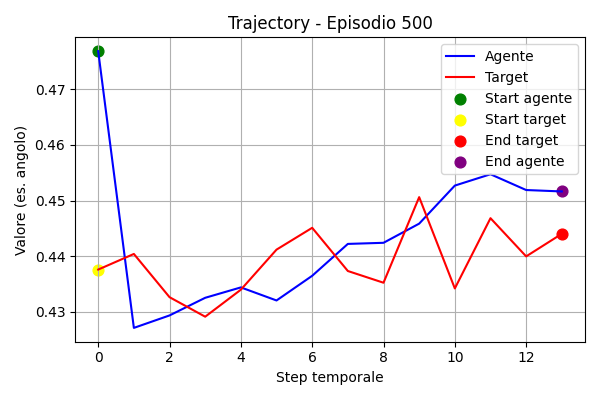 Trajectory - Episodio 500
Agente
Target
Start agente
Start target
End target
End agente
Valore (es. angolo)
0.47
0.46
0.45
0.44
0.43
0 2 4 6 8 10 12
Step temporale